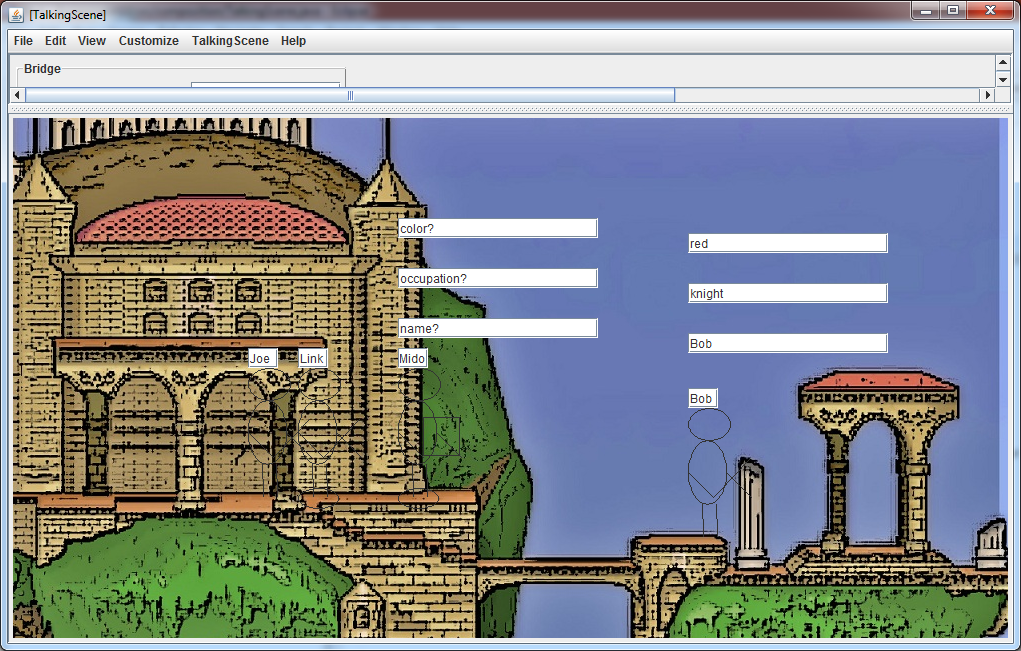 [TalkingScene]
File Edit View Customize TalkingScene Help
Bridge
color?
red
occupation?
knight
name?
Bob
Joe Link Mido
Bob